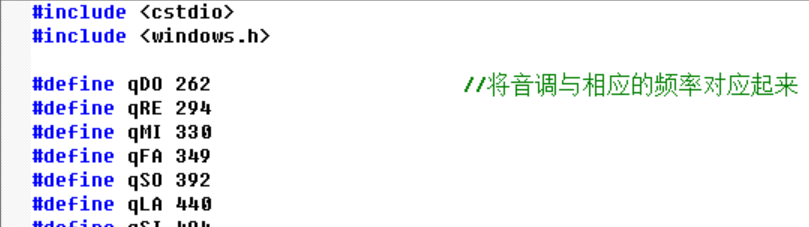 #include <cstdio>
#include <windows.h>
#define qDO 262 //将音调与相应的频率对应起来
#define qRE 294
#define qMI 330
#define qFA 349
#define qSO 392
#define qLA 440
#define qSI 494